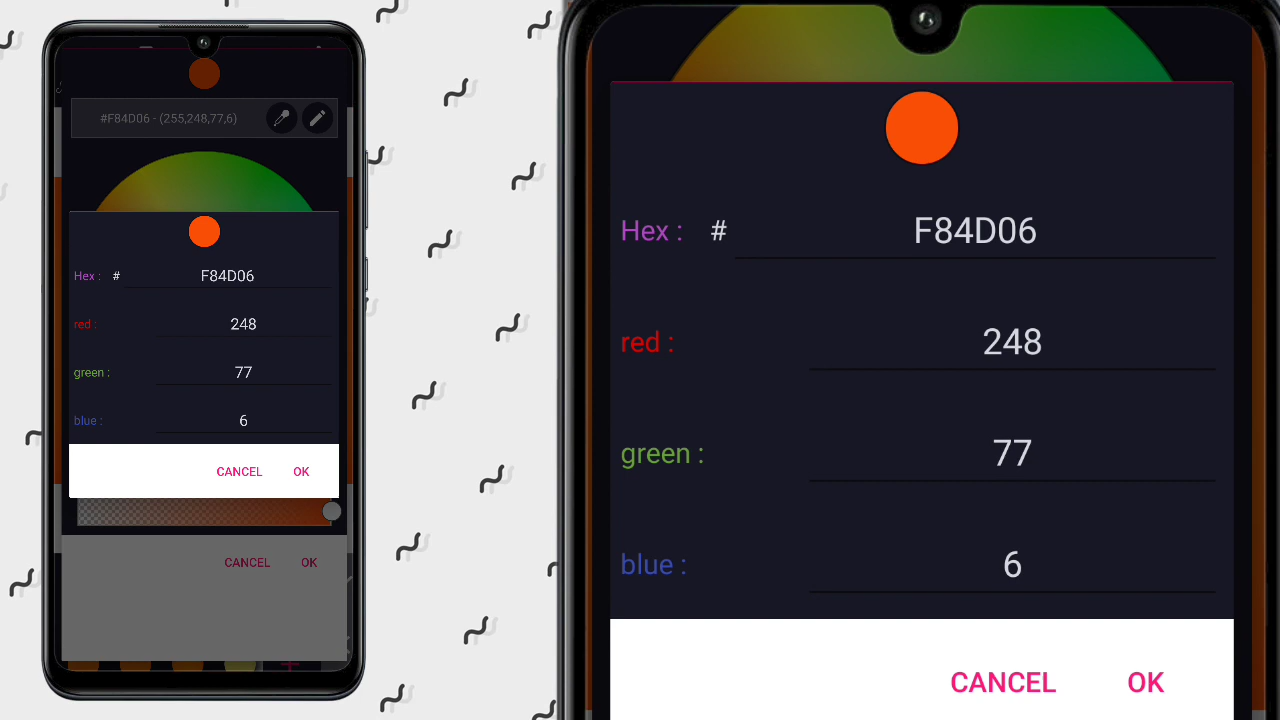 #F84D06 - (255,248,77,6)
Hex : # F84D06
red : 248
green : 77
blue : 6
CANCEL OK
CANCEL OK
Hex : # F84D06
red : 248
green : 77
blue : 6
CANCEL OK